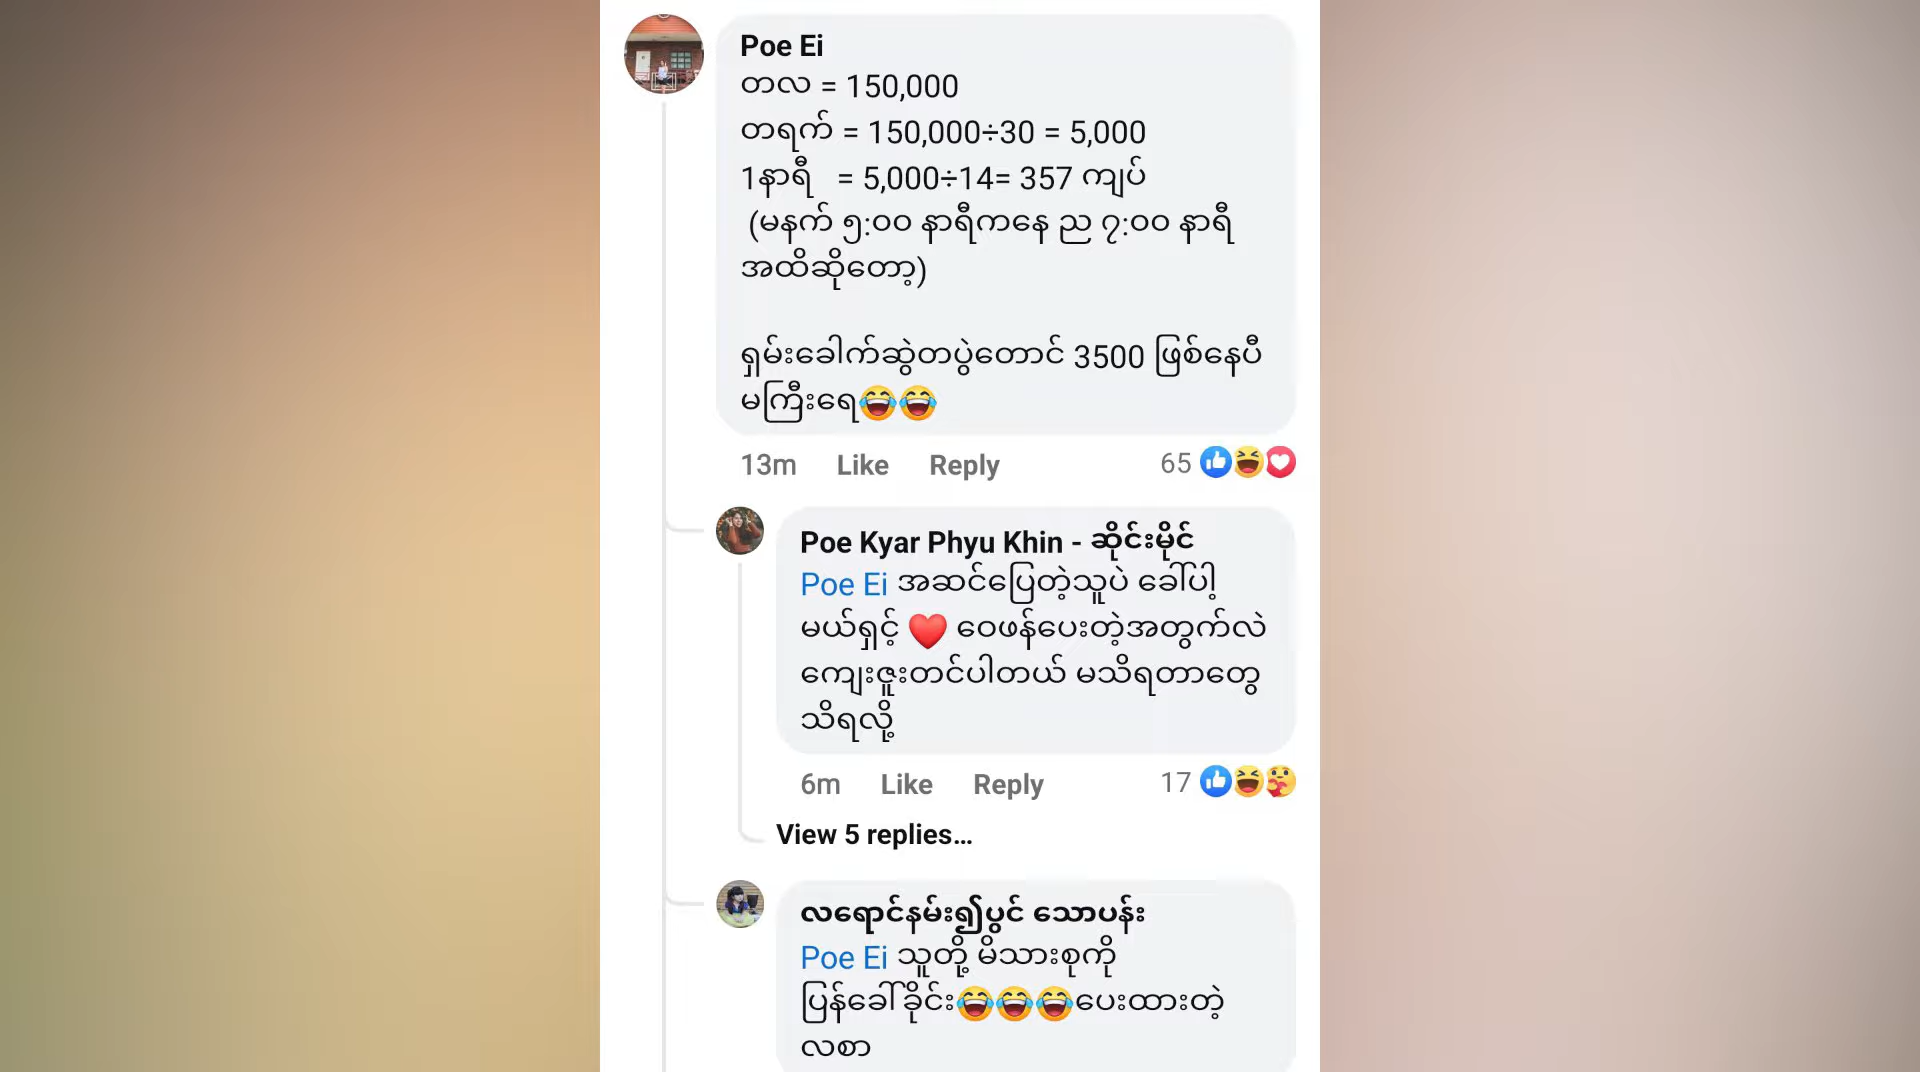 Poe Ei
တလ = 150,000
တရက် = 150,000÷30 = 5,000
1နာရီ = 5,000÷14= 357 ကျပ်
(မနက် ၅:၀၀ နာရီကနေ ည ၇:၀၀ နာရီ
အထိဆိုတော့)
ရှမ်းခေါက်ဆွဲတပွဲတောင် 3500 ဖြစ်နေပီ
မကြီးရေ😂😂
13m Like Reply 65
Poe Kyar Phyu Khin - ဆိုင်းမိုင်
Poe Ei အဆင်ပြေတဲ့သူပဲ ခေါ်ပါ့
မယ်ရှင့် ❤️ ဝေဖန်ပေးတဲ့အတွက်လဲ
ကျေးဇူးတင်ပါတယ် မသိရတာတွေ
သိရလို့
6m Like Reply 17
View 5 replies...
လရောင်နမ်း၍ပွင့် သောပန်း
Poe Ei သူတို့ မိသားစုကို
ပြန်ခေါ်ခိုင်း😂😂😂ပေးထားတဲ့
လစာ